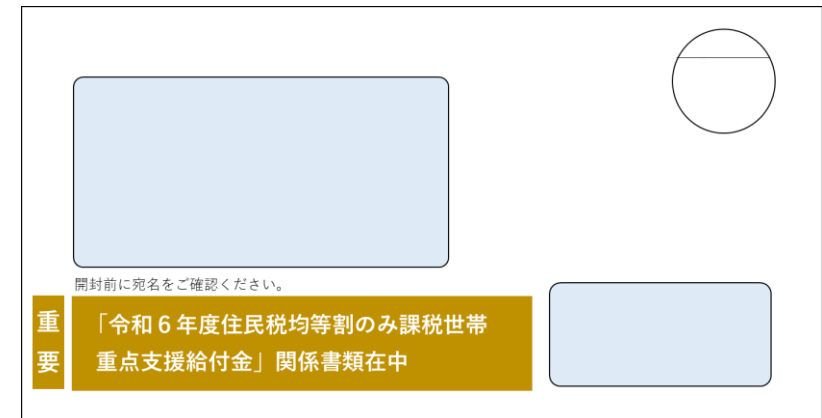 開封前に宛名をご確認ください。
重要
「令和６年度住民税均等割のみ課税世帯
重点支援給付金」関係書類在中